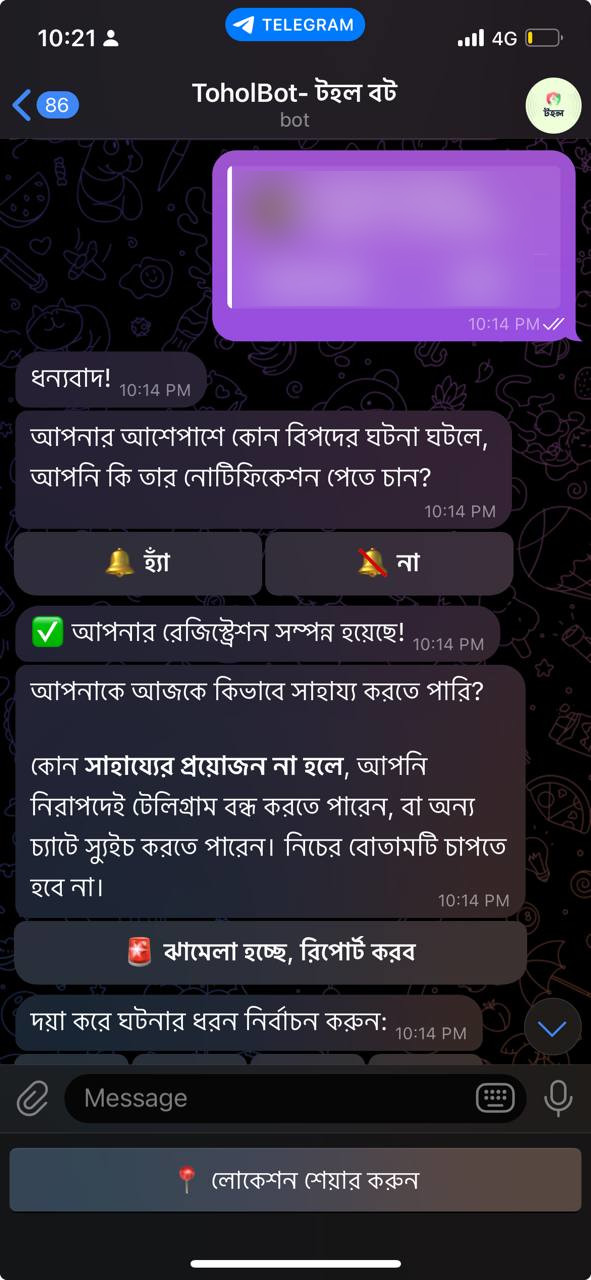 10:21
TELEGRAM
4G
86
ToholBot- টহল বট
bot
টহল
10:14 PM
ধন্যবাদ! 10:14 PM
আপনার আশেপাশে কোন বিপদের ঘটনা ঘটলে,
আপনি কি তার নোটিফিকেশন পেতে চান?
10:14 PM
🔔 হ্যাঁ
🔕 না
✅ আপনার রেজিস্ট্রেশন সম্পন্ন হয়েছে! 10:14 PM
আপনাকে আজকে কিভাবে সাহায্য করতে পারি?
কোন সাহায্যের প্রয়োজন না হলে, আপনি
নিরাপদেই টেলিগ্রাম বন্ধ করতে পারেন, বা অন্য
চ্যাটে স্যুইচ করতে পারেন। নিচের বোতামটি চাপতে
হবে না।
10:14 PM
🚨 ঝামেলা হচ্ছে, রিপোর্ট করব
দয়া করে ঘটনার ধরন নির্বাচন করুন: 10:14 PM
Message
📍 লোকেশন শেয়ার করুন